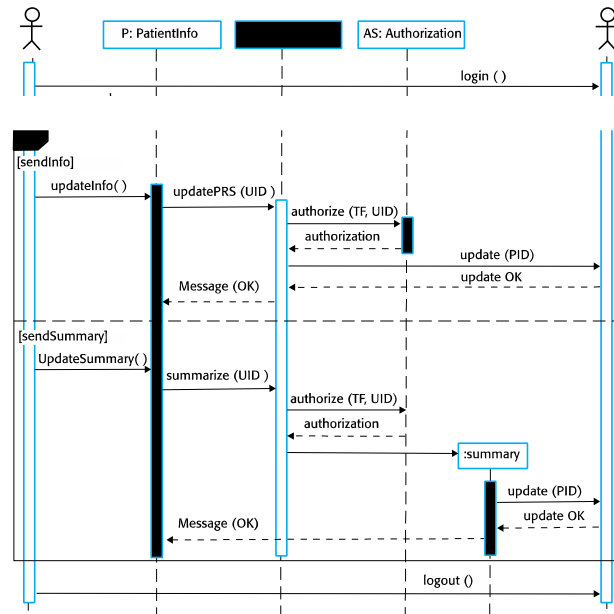 P: PatientInfo
AS: Authorization
login ( )
[sendInfo]
updateInfo( )
updatePRS (UID )
authorize (TF, UID)
authorization
update (PID)
update OK
Message (OK)
[sendSummary]
UpdateSummary( )
summarize (UID )
authorize (TF, UID)
authorization
:summary
update (PID)
update OK
Message (OK)
logout ()